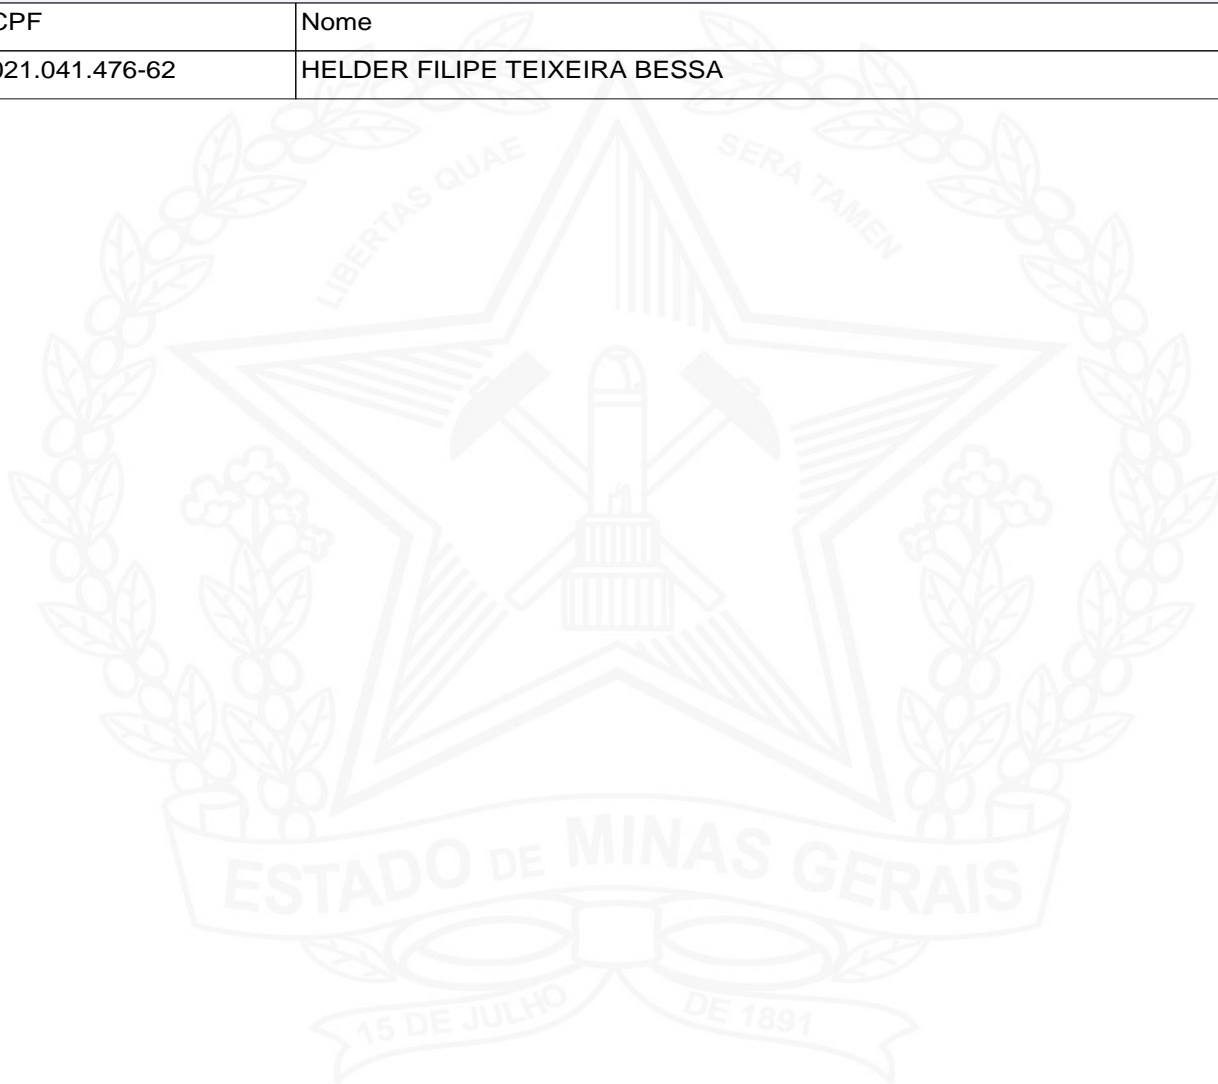 CPF Nome
021.041.476-62 HELDER FILIPE TEIXEIRA BESSA
LIBERTAS QUAE SERA TAMEN
ESTADO DE MINAS GERAIS
15 DE JULHO DE 1891